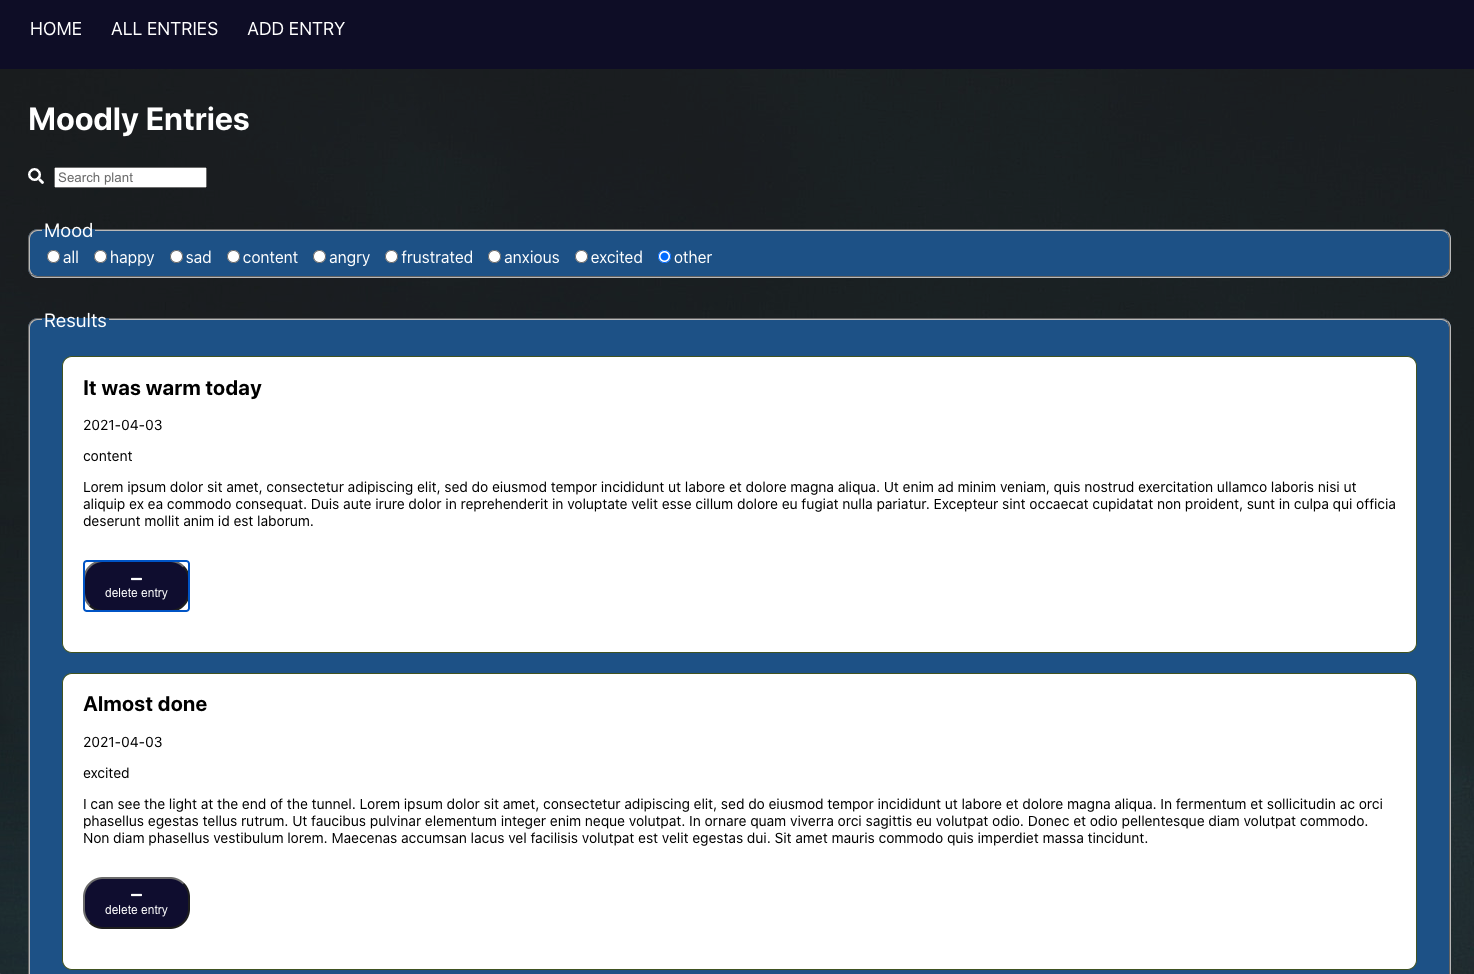 HOME ALL ENTRIES ADD ENTRY
Moodly Entries
Search plant
Mood
all happy sad content angry frustrated anxious excited other
Results
It was warm today
2021-04-03
content
Lorem ipsum dolor sit amet, consectetur adipiscing elit, sed do eiusmod tempor incididunt ut labore et dolore magna aliqua. Ut enim ad minim veniam, quis nostrud exercitation ullamco laboris nisi ut
aliquip ex ea commodo consequat. Duis aute irure dolor in reprehenderit in voluptate velit esse cillum dolore eu fugiat nulla pariatur. Excepteur sint occaecat cupidatat non proident, sunt in culpa qui officia
deserunt mollit anim id est laborum.
delete entry
Almost done
2021-04-03
excited
I can see the light at the end of the tunnel. Lorem ipsum dolor sit amet, consectetur adipiscing elit, sed do eiusmod tempor incididunt ut labore et dolore magna aliqua. In fermentum et sollicitudin ac orci
phasellus egestas tellus rutrum. Ut faucibus pulvinar elementum integer enim neque volutpat. In ornare quam viverra orci sagittis eu volutpat odio. Donec et odio pellentesque diam volutpat commodo.
Non diam phasellus vestibulum lorem. Maecenas accumsan lacus vel facilisis volutpat est velit egestas dui. Sit amet mauris commodo quis imperdiet massa tincidunt.
delete entry